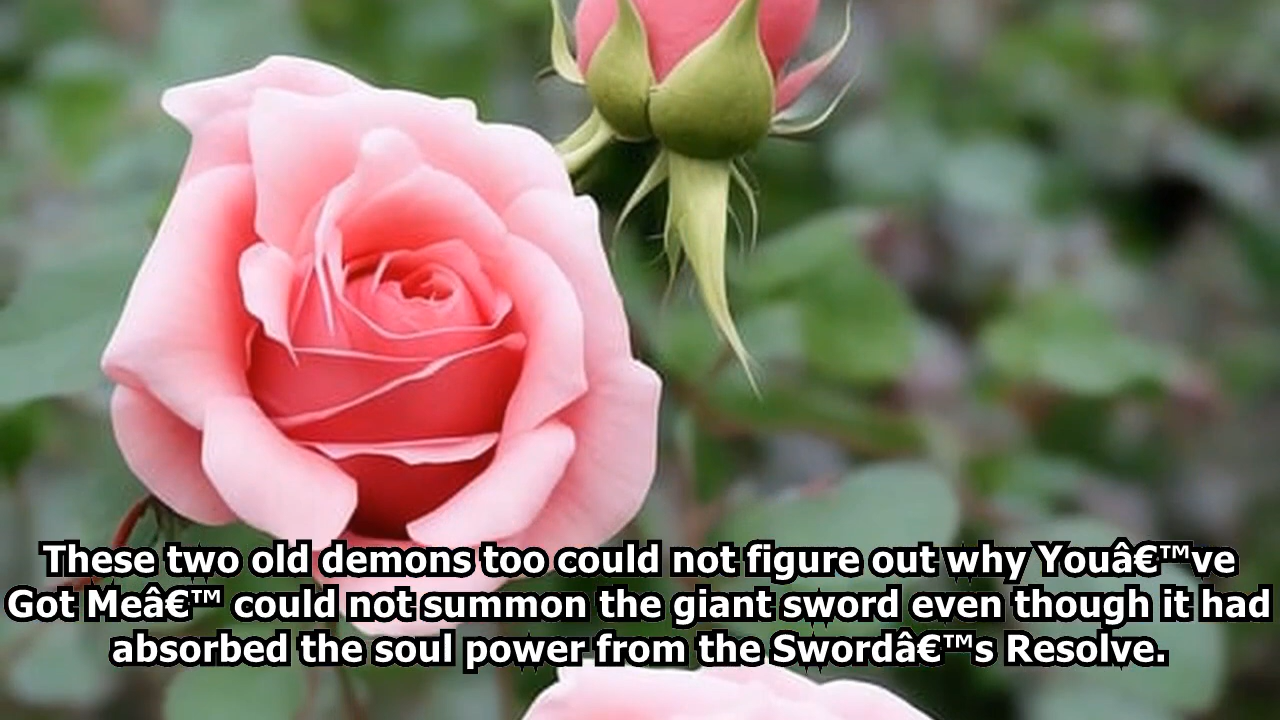 These two old demons too could not figure out why Youâ€™ve
Got Meâ€™ could not summon the giant sword even though it had
absorbed the soul power from the Swordâ€™s Resolve.